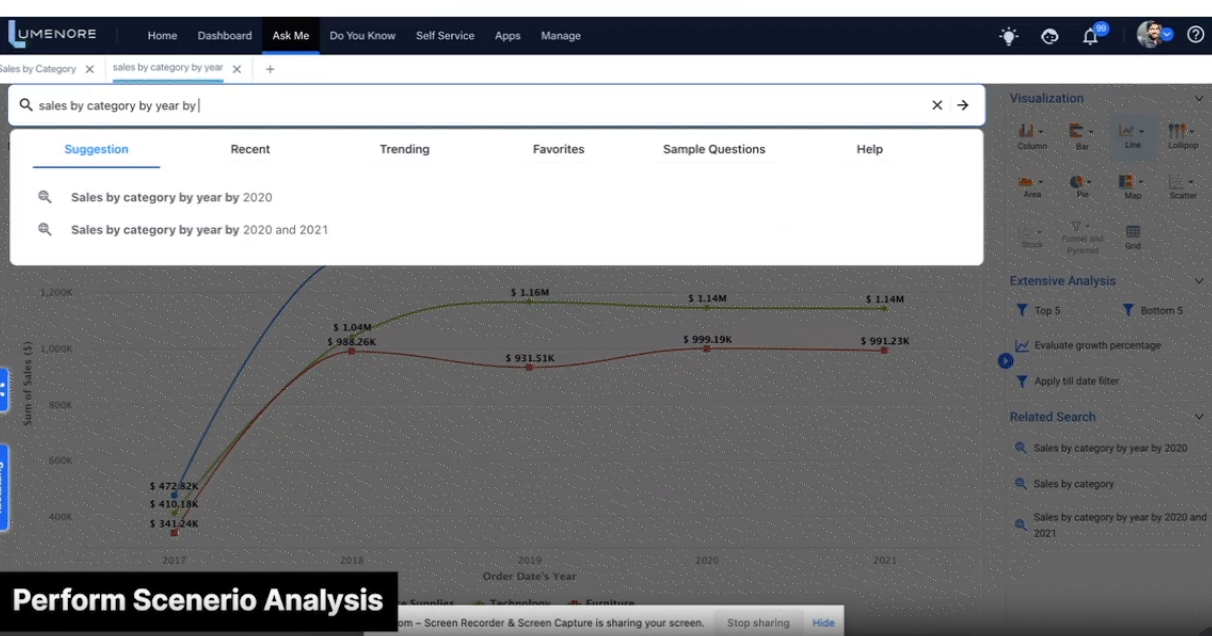 LUMENORE
Home Dashboard Ask Me Do You Know Self Service Apps Manage
99
Sales by Category sales by category by year
sales by category by year by
Suggestion Recent Trending Favorites Sample Questions Help
Sales by category by year by 2020
Sales by category by year by 2020 and 2021
Visualization
Column Bar Line Lollipop
Area Pie Map Scatter
Stock Funnel and Pyramid Grid
Extensive Analysis
Top 5 Bottom 5
Evaluate growth percentage
Apply till date filter
Related Search
Sales by category by year by 2020
Sales by category
Sales by category by year by 2020 and
2021
Sum of Sales ($)
1,200K
1,000K
800K
600K
400K
$ 1.16M
$ 1.14M
$ 1.14M
$ 1.04M
$ 988.26K
$ 931.51K
$ 999.19K
$ 991.23K
$ 472.82K
$ 410.18K
$ 341.24K
2017 2018 2019 2020 2021
Order Date's Year
Supplies Technology Furniture
Perform Scenerio Analysis
om – Screen Recorder & Screen Capture is sharing your screen. Stop sharing Hide